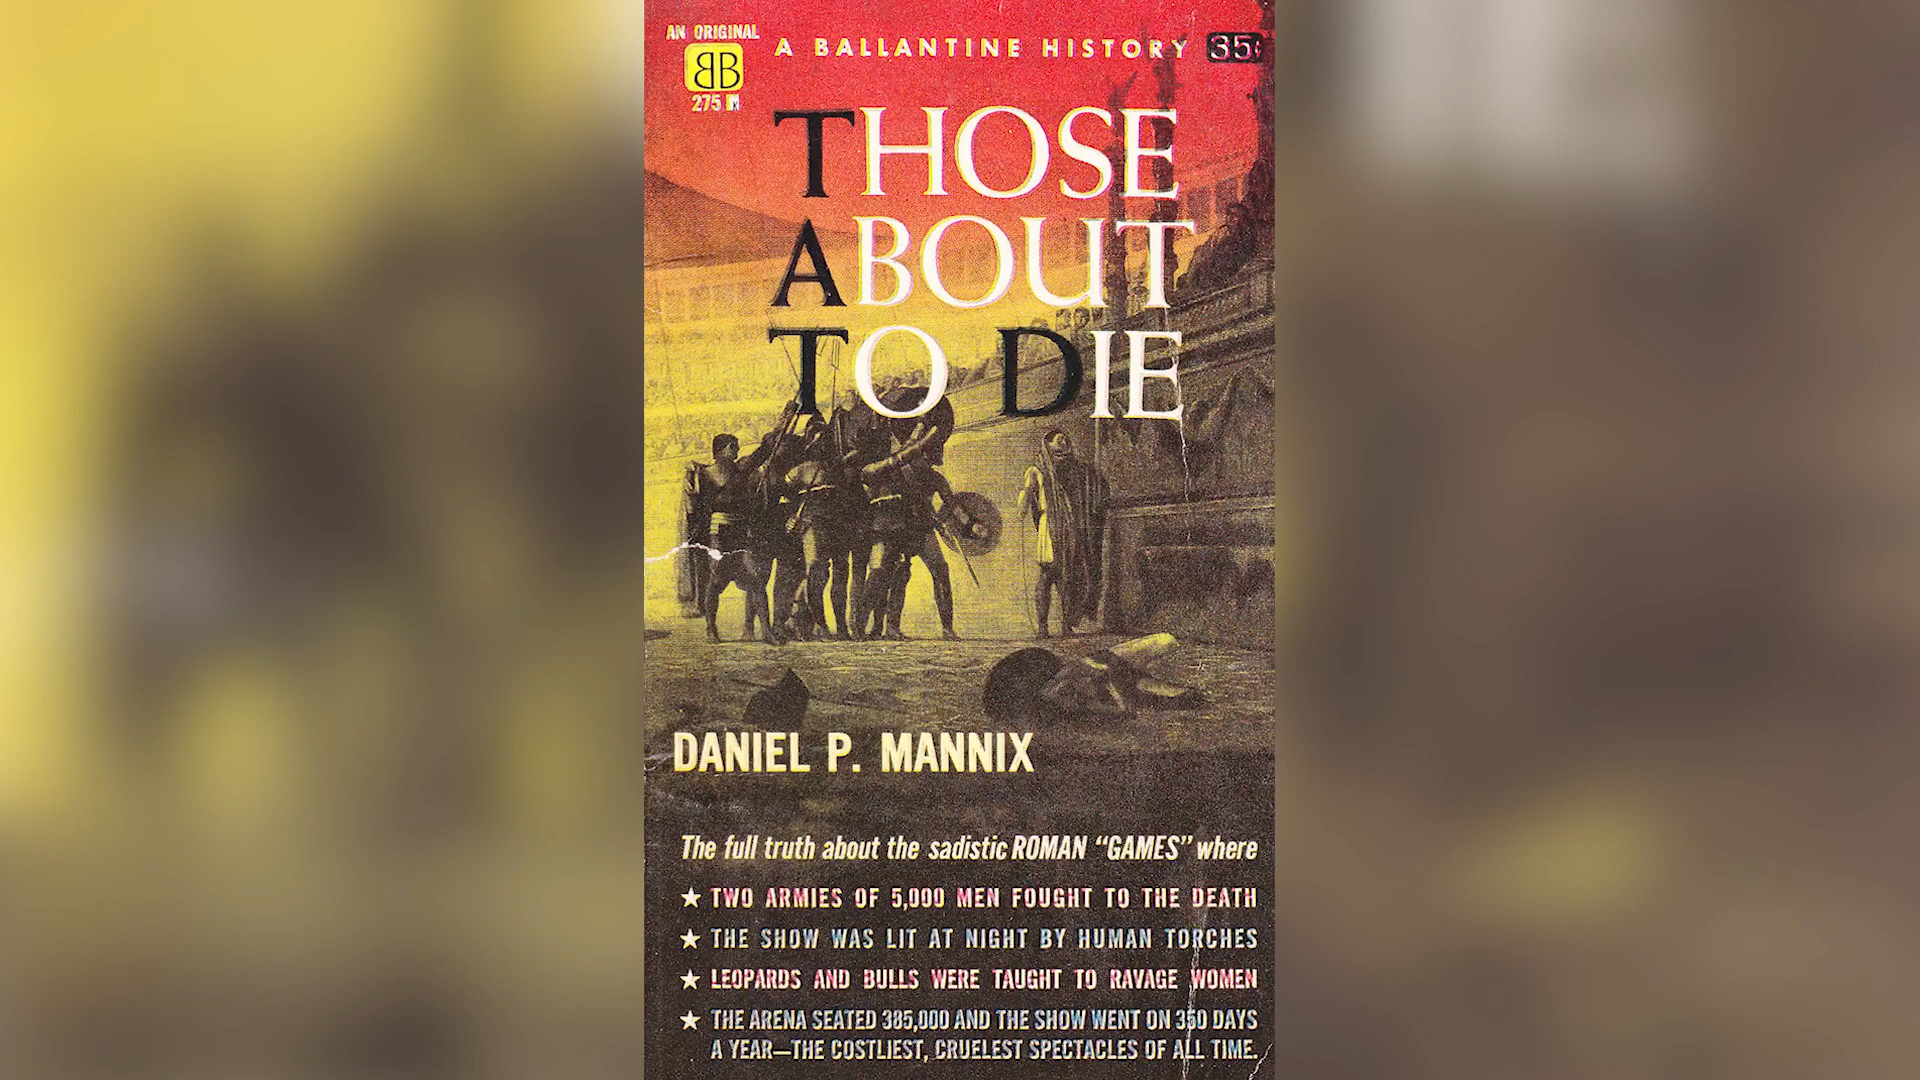 AN ORIGINAL
BB
275
A BALLANTINE HISTORY 35¢
THOSE
ABOUT
TO DIE
DANIEL P. MANNIX
The full truth about the sadistic ROMAN “GAMES” where
★ TWO ARMIES OF 5,000 MEN FOUGHT TO THE DEATH
★ THE SHOW WAS LIT AT NIGHT BY HUMAN TORCHES
★ LEOPARDS AND BULLS WERE TAUGHT TO RAVAGE WOMEN
★ THE ARENA SEATED 385,000 AND THE SHOW WENT ON 350 DAYS
A YEAR—THE COSTLIEST, CRUELEST SPECTACLES OF ALL TIME.